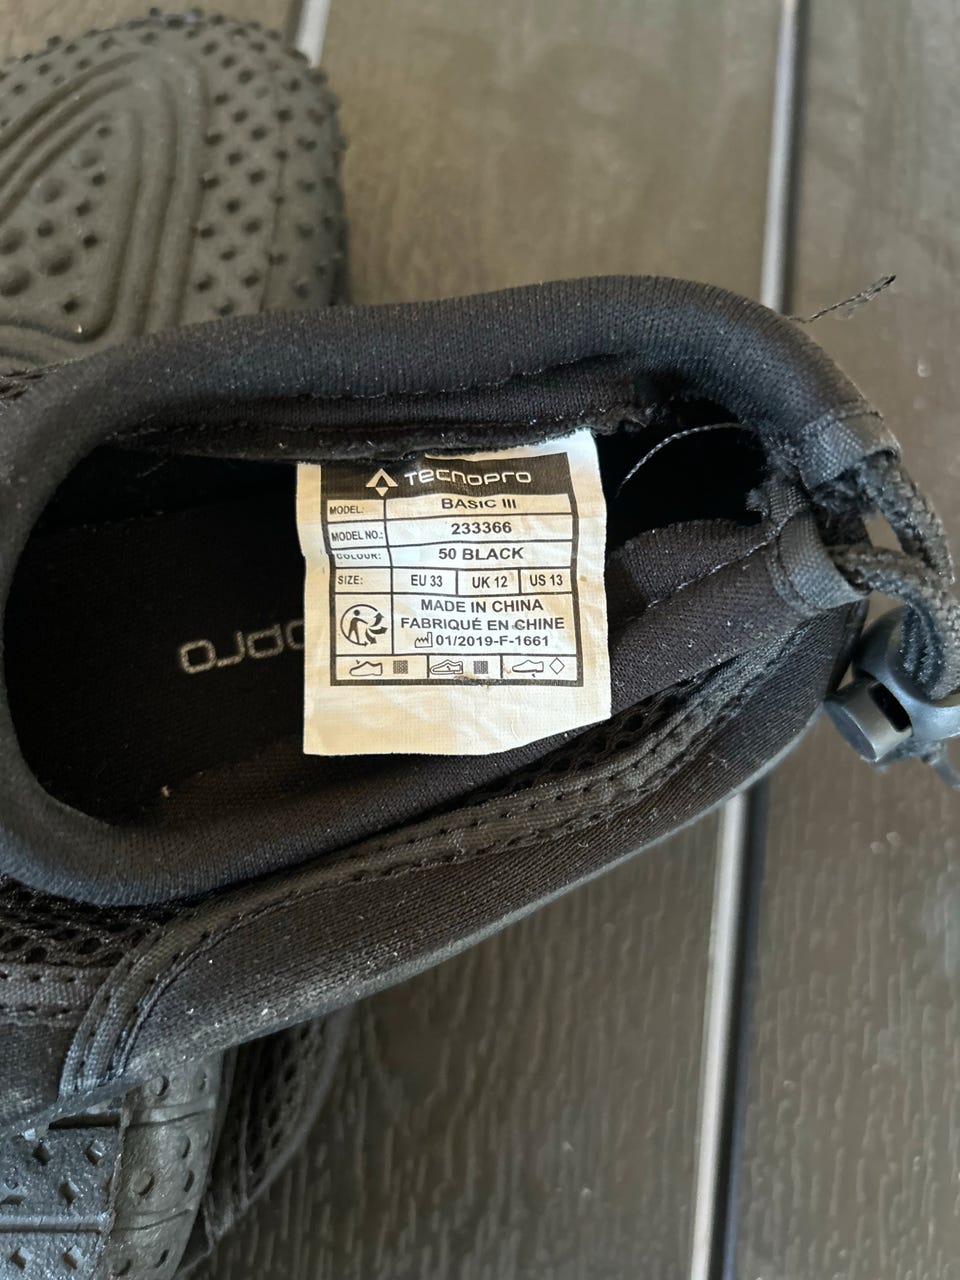 TECNOPRO
MODEL: BASIC III
MODEL NO.: 233366
COLOUR: 50 BLACK
SIZE: EU 33 UK 12 US 13
MADE IN CHINA
FABRIQUÉ EN CHINE
01/2019-F-1661
OPRO